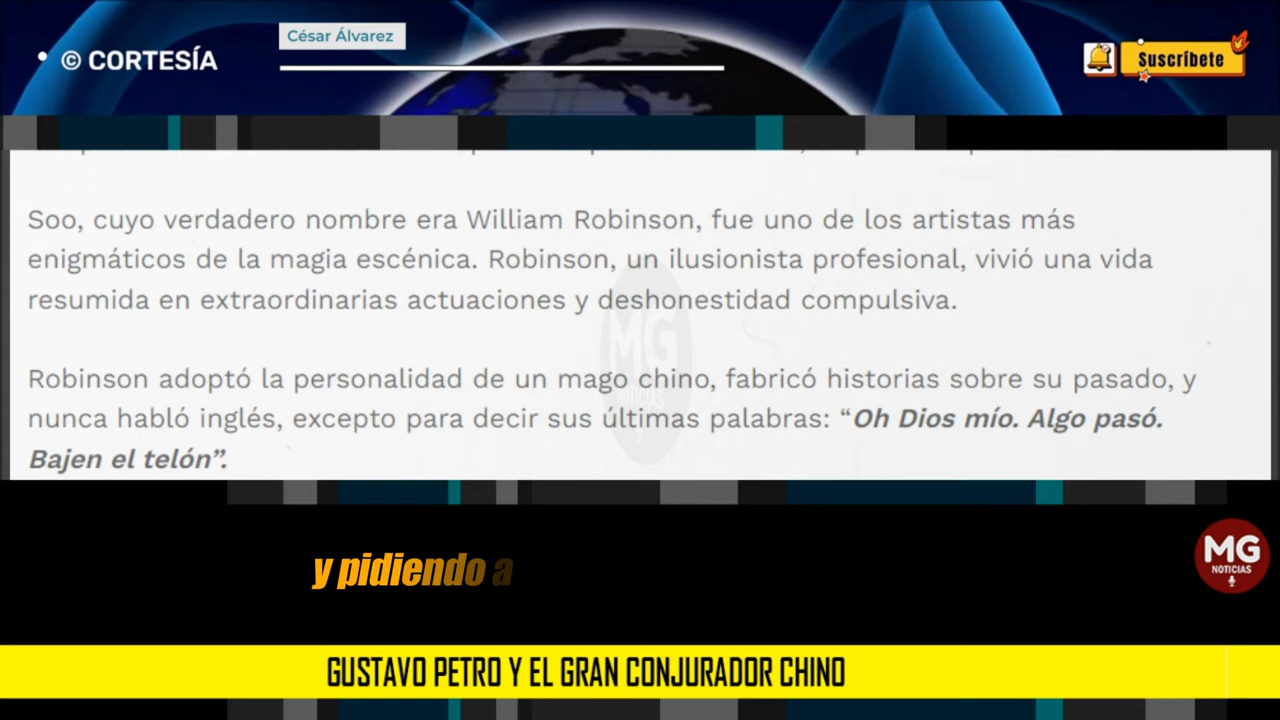 © CORTESÍA
César Álvarez
Suscríbete
Soo, cuyo verdadero nombre era William Robinson, fue uno de los artistas más
enigmáticos de la magia escénica. Robinson, un ilusionista profesional, vivió una vida
resumida en extraordinarias actuaciones y deshonestidad compulsiva.
Robinson adoptó la personalidad de un mago chino, fabricó historias sobre su pasado, y
nunca habló inglés, excepto para decir sus últimas palabras: “Oh Dios mío. Algo pasó.
Bajen el telón”.
y pidiendo a
MG
NOTICIAS
GUSTAVO PETRO Y EL GRAN CONJURADOR CHINO